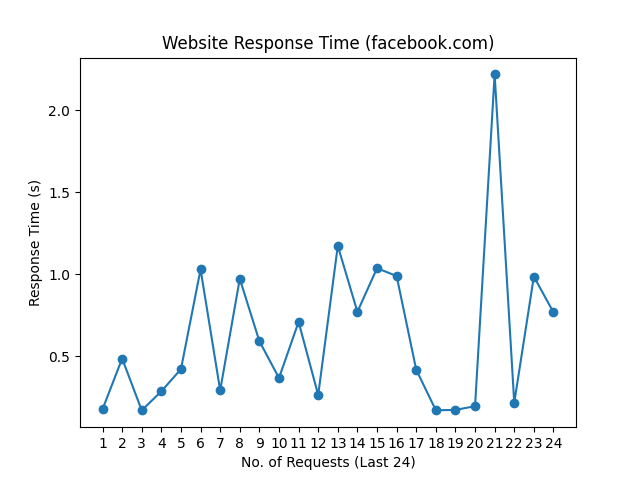 Website Response Time (facebook.com)
2.0
1.5
1.0
0.5
Response Time (s)
1 2 3 4 5 6 7 8 9 10 11 12 13 14 15 16 17 18 19 20 21 22 23 24
No. of Requests (Last 24)